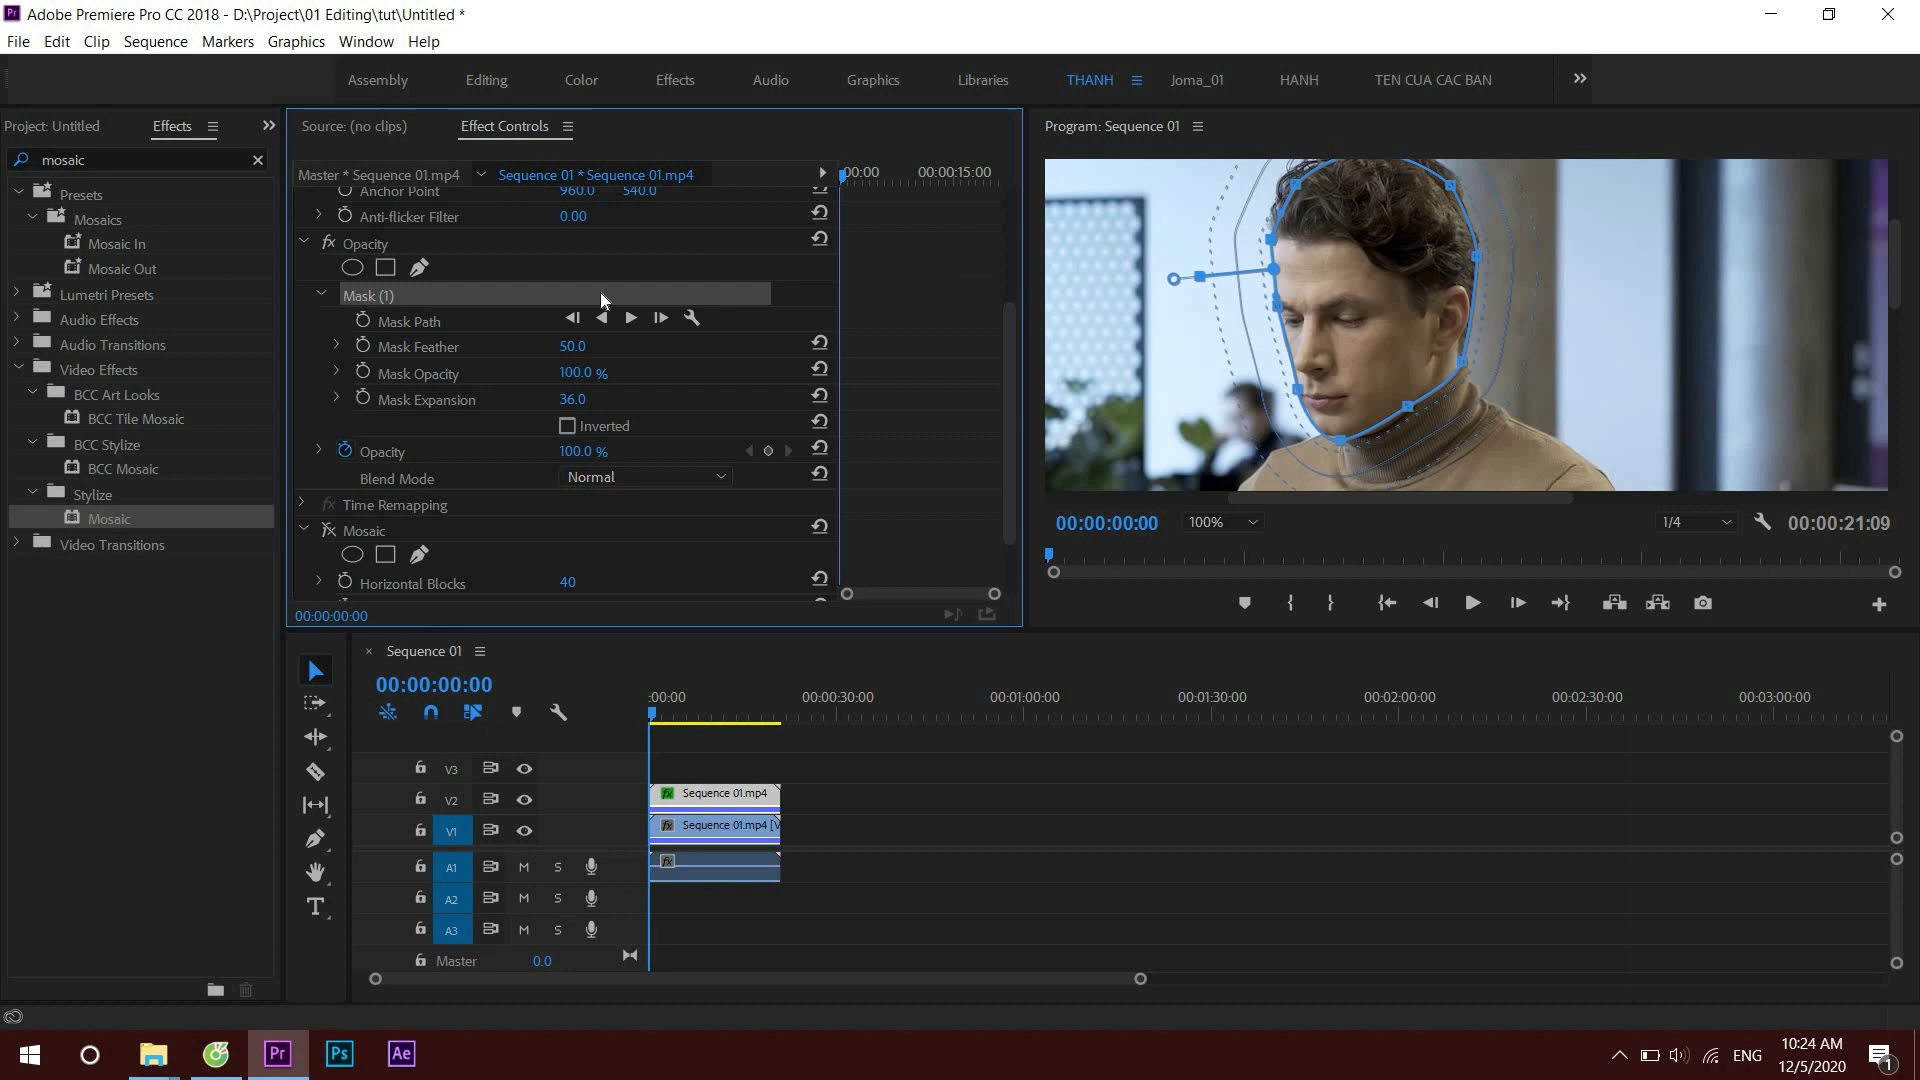 Adobe Premiere Pro CC 2018 - D:\Project\01 Editing\tut\Untitled *
File Edit Clip Sequence Markers Graphics Window Help
Assembly Editing Color Effects Audio Graphics Libraries THANH Joma_01 HANH TEN CUA CAC BAN
Project: Untitled Effects
mosaic
Presets
Mosaics
Mosaic In
Mosaic Out
Lumetri Presets
Audio Effects
Audio Transitions
Video Effects
BCC Art Looks
BCC Tile Mosaic
BCC Stylize
BCC Mosaic
Stylize
Mosaic
Video Transitions
Source: (no clips) Effect Controls
Master * Sequence 01.mp4 Sequence 01 * Sequence 01.mp4
:00:00 00:00:15:00
Anchor Point 960.0 540.0
Anti-flicker Filter 0.00
fx Opacity
Mask (1)
Mask Path
Mask Feather 50.0
Mask Opacity 100.0 %
Mask Expansion 36.0
Inverted
Opacity 100.0 %
Blend Mode Normal
fx Time Remapping
fx Mosaic
Horizontal Blocks 40
00:00:00:00
Program: Sequence 01
00:00:00:00 100% 1/4 00:00:21:09
Sequence 01
00:00:00:00
:00:00 00:00:30:00 00:01:00:00 00:01:30:00 00:02:00:00 00:02:30:00 00:03:00:00
V3
V2 fx Sequence 01.mp4
V1 fx Sequence 01.mp4 [V
A1 M S fx
A2 M S
A3 M S
Master 0.0
Pr Ps Ae
ENG
10:24 AM
12/5/2020
1